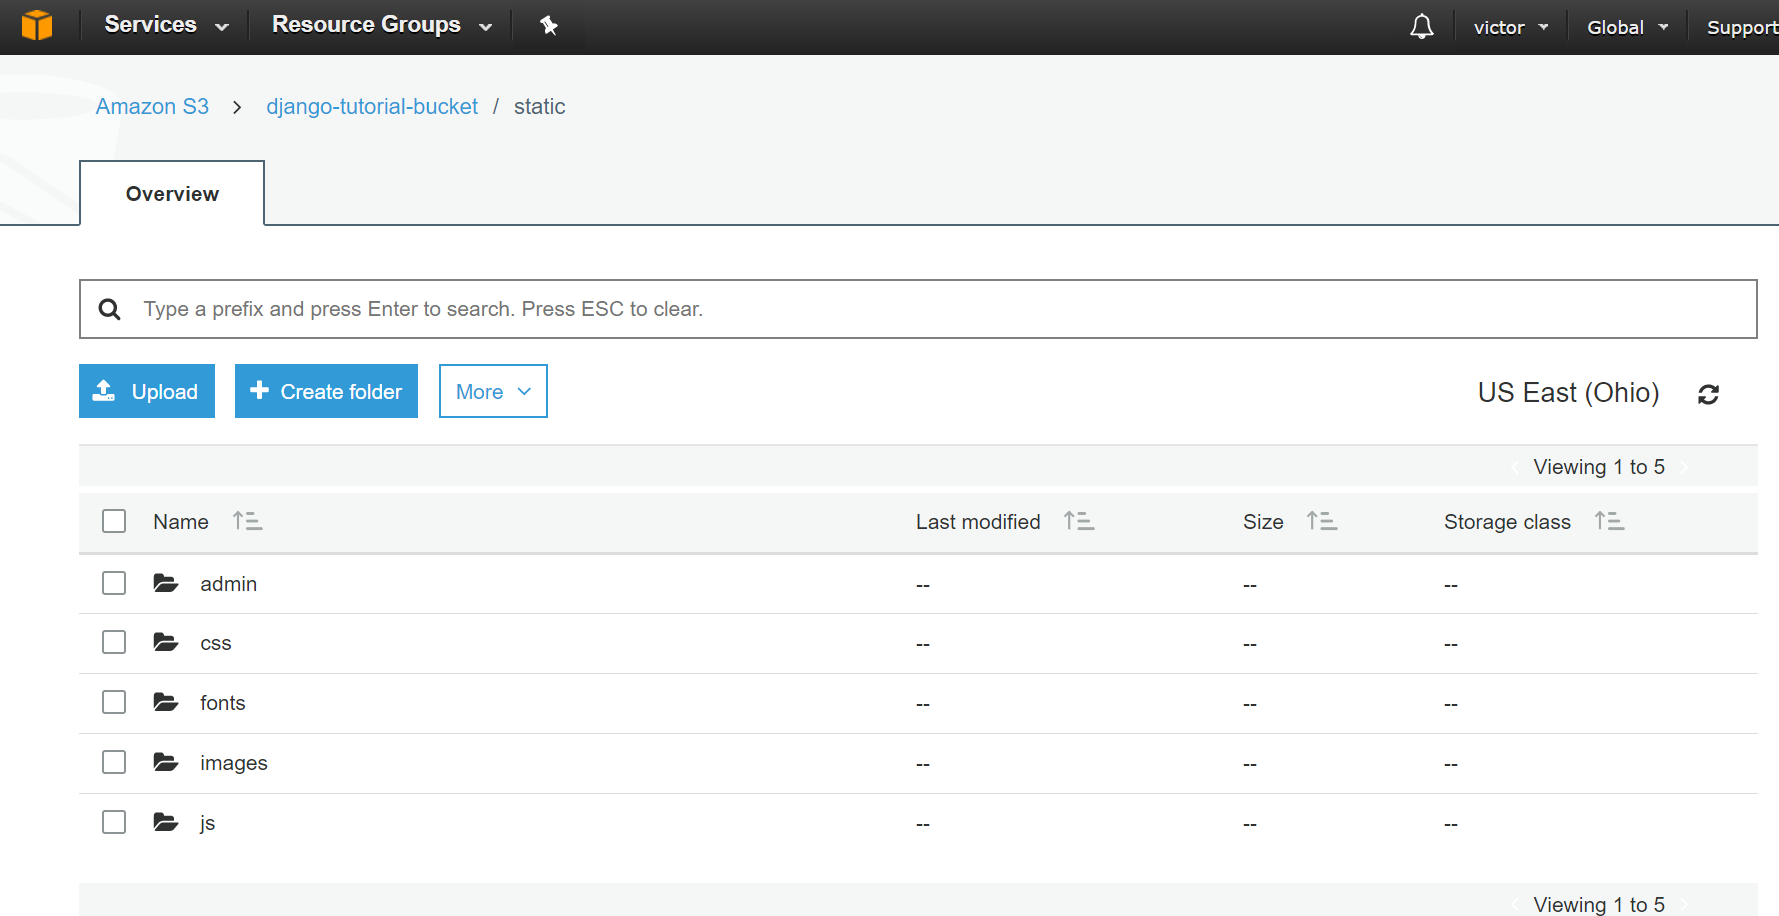 Services Resource Groups victor Global Support
Amazon S3 > django-tutorial-bucket / static
Overview
Type a prefix and press Enter to search. Press ESC to clear.
Upload + Create folder More US East (Ohio)
Viewing 1 to 5
Name Last modified Size Storage class
admin -- -- --
css -- -- --
fonts -- -- --
images -- -- --
js -- -- --
Viewing 1 to 5